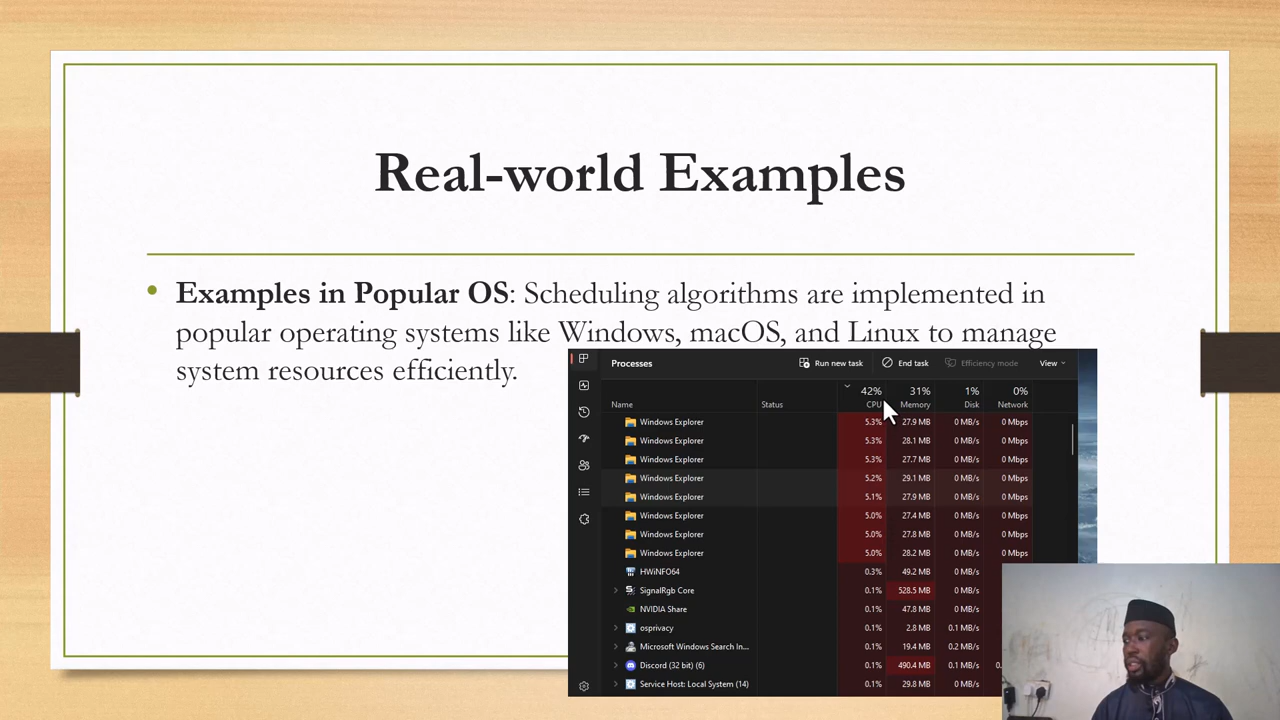 Real-world Examples
• Examples in Popular OS: Scheduling algorithms are implemented in
popular operating systems like Windows, macOS, and Linux to manage
system resources efficiently.
Processes Run new task End task Efficiency mode View
42% 31% 1% 0%
Name Status CPU Memory Disk Network
Windows Explorer 5.3% 27.9 MB 0 MB/s 0 Mbps
Windows Explorer 5.3% 28.1 MB 0 MB/s 0 Mbps
Windows Explorer 5.3% 27.7 MB 0 MB/s 0 Mbps
Windows Explorer 5.2% 29.1 MB 0 MB/s 0 Mbps
Windows Explorer 5.1% 27.9 MB 0 MB/s 0 Mbps
Windows Explorer 5.0% 27.4 MB 0 MB/s 0 Mbps
Windows Explorer 5.0% 27.8 MB 0 MB/s 0 Mbps
Windows Explorer 5.0% 28.2 MB 0 MB/s 0 Mbps
HWiNFO64 0.3% 49.2 MB 0 MB/s 0 Mbps
SignalRgb Core 0.1% 528.5 MB 0 MB/s
NVIDIA Share 0.1% 47.8 MB 0 MB/s
osprivacy 0.1% 2.8 MB 0.1 MB/s
Microsoft Windows Search In... 0.1% 19.4 MB 0.2 MB/s
Discord (32 bit) (6) 0.1% 490.4 MB 0.1 MB/s 0.
Service Host: Local System (14) 0.1% 29.8 MB 0 MB/s